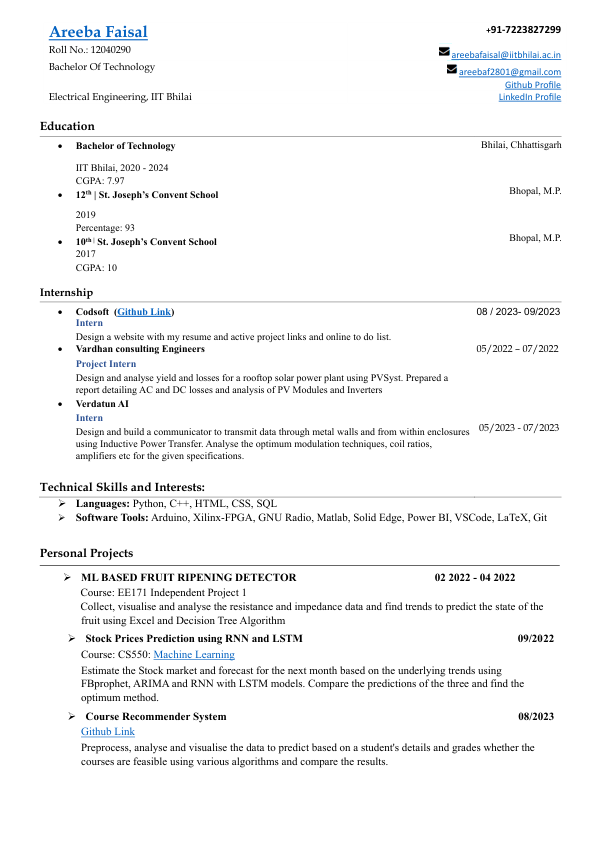 Areeba Faisal
+91-7223827299
Roll No.: 12040290
areebafaisal@iitbhilai.ac.in
Bachelor Of Technology
areebaf2801@gmail.com
Github Profile
Electrical Engineering, IIT Bhilai
LinkedIn Profile
Education
• Bachelor of Technology
Bhilai, Chhattisgarh
IIT Bhilai, 2020 - 2024
CGPA: 7.97
• 12th | St. Joseph's Convent School
Bhopal, M.P.
2019
Percentage: 93
• 10th | St. Joseph's Convent School
Bhopal, M.P.
2017
CGPA: 10
Internship
• Codsoft (Github Link)
08 / 2023- 09/2023
Intern
Design a website with my resume and active project links and online to do list.
• Vardhan consulting Engineers
05/2022 – 07/2022
Project Intern
Design and analyse yield and losses for a rooftop solar power plant using PVSyst. Prepared a
report detailing AC and DC losses and analysis of PV Modules and Inverters
• Verdatun AI
Intern
05/2023 - 07/2023
Design and build a communicator to transmit data through metal walls and from within enclosures
using Inductive Power Transfer. Analyse the optimum modulation techniques, coil ratios,
amplifiers etc for the given specifications.
Technical Skills and Interests:
➢ Languages: Python, C++, HTML, CSS, SQL
➢ Software Tools: Arduino, Xilinx-FPGA, GNU Radio, Matlab, Solid Edge, Power BI, VSCode, LaTeX, Git
Personal Projects
➢ ML BASED FRUIT RIPENING DETECTOR
02 2022 - 04 2022
Course: EE171 Independent Project 1
Collect, visualise and analyse the resistance and impedance data and find trends to predict the state of the
fruit using Excel and Decision Tree Algorithm
➢ Stock Prices Prediction using RNN and LSTM
09/2022
Course: CS550: Machine Learning
Estimate the Stock market and forecast for the next month based on the underlying trends using
FBprophet, ARIMA and RNN with LSTM models. Compare the predictions of the three and find the
optimum method.
➢ Course Recommender System
08/2023
Github Link
Preprocess, analyse and visualise the data to predict based on a student's details and grades whether the
courses are feasible using various algorithms and compare the results.